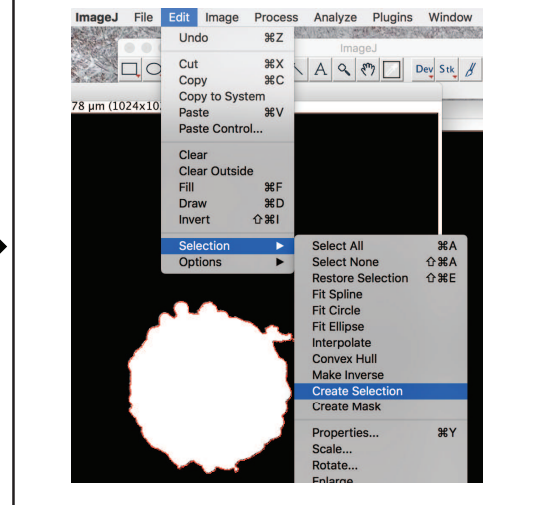 ImageJ File Edit Image Process Analyze Plugins Window
Undo ⌘Z
ImageJ
Cut ⌘X
A Dev Stk
Copy ⌘C
Copy to System
78 µm (1024x10
Paste ⌘V
Paste Control...
Clear
Clear Outside
Fill ⌘F
Draw ⌘D
Invert ⇧⌘I
Selection ▶
Options ▶
Select All ⌘A
Select None ⇧⌘A
Restore Selection ⇧⌘E
Fit Spline
Fit Circle
Fit Ellipse
Interpolate
Convex Hull
Make Inverse
Create Selection
Create Mask
Properties... ⌘Y
Scale...
Rotate...
Enlarge